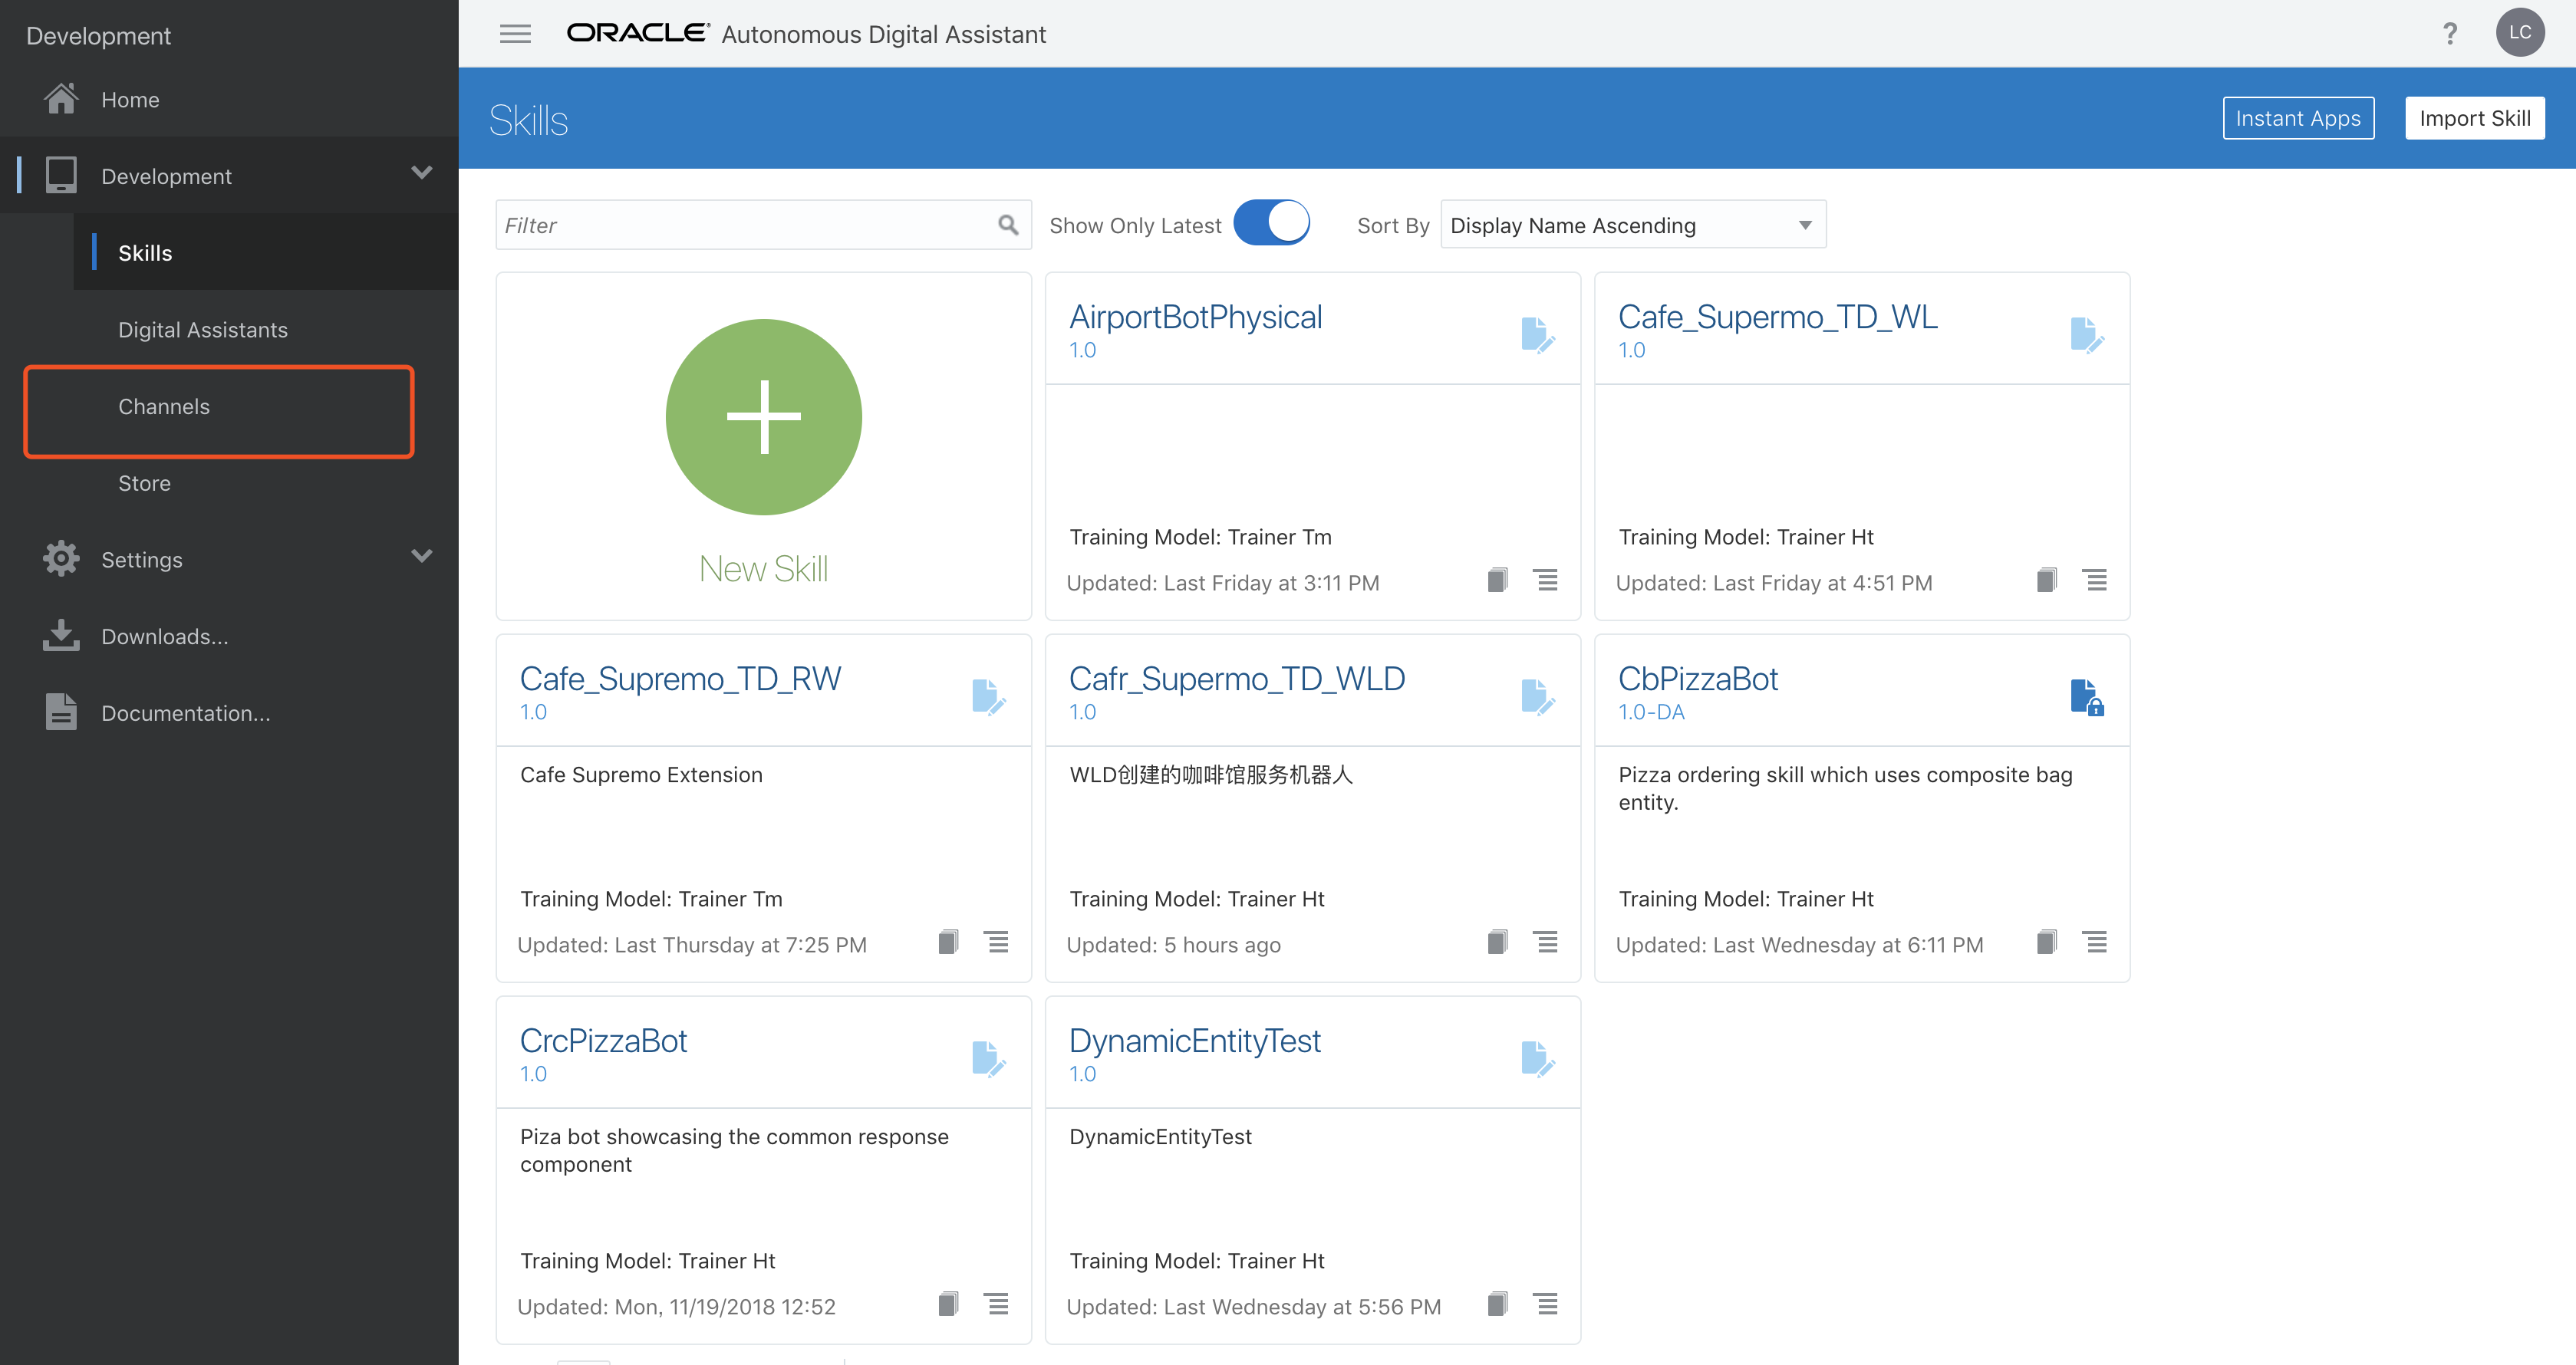 Development
Home
Development
Skills
Digital Assistants
Channels
Store
Settings
Downloads...
Documentation...
ORACLE® Autonomous Digital Assistant
?
LC
Skills
Instant Apps
Import Skill
Filter
Show Only Latest
Sort By
Display Name Ascending
New Skill
AirportBotPhysical
1.0
Training Model: Trainer Tm
Updated: Last Friday at 3:11 PM
Cafe_Supermo_TD_WL
1.0
Training Model: Trainer Ht
Updated: Last Friday at 4:51 PM
Cafe_Supremo_TD_RW
1.0
Cafe Supremo Extension
Training Model: Trainer Tm
Updated: Last Thursday at 7:25 PM
Cafr_Supermo_TD_WLD
1.0
WLD创建的咖啡馆服务机器人
Training Model: Trainer Ht
Updated: 5 hours ago
CbPizzaBot
1.0-DA
Pizza ordering skill which uses composite bag
entity.
Training Model: Trainer Ht
Updated: Last Wednesday at 6:11 PM
CrcPizzaBot
1.0
Piza bot showcasing the common response
component
Training Model: Trainer Ht
Updated: Mon, 11/19/2018 12:52
DynamicEntityTest
1.0
DynamicEntityTest
Training Model: Trainer Ht
Updated: Last Wednesday at 5:56 PM